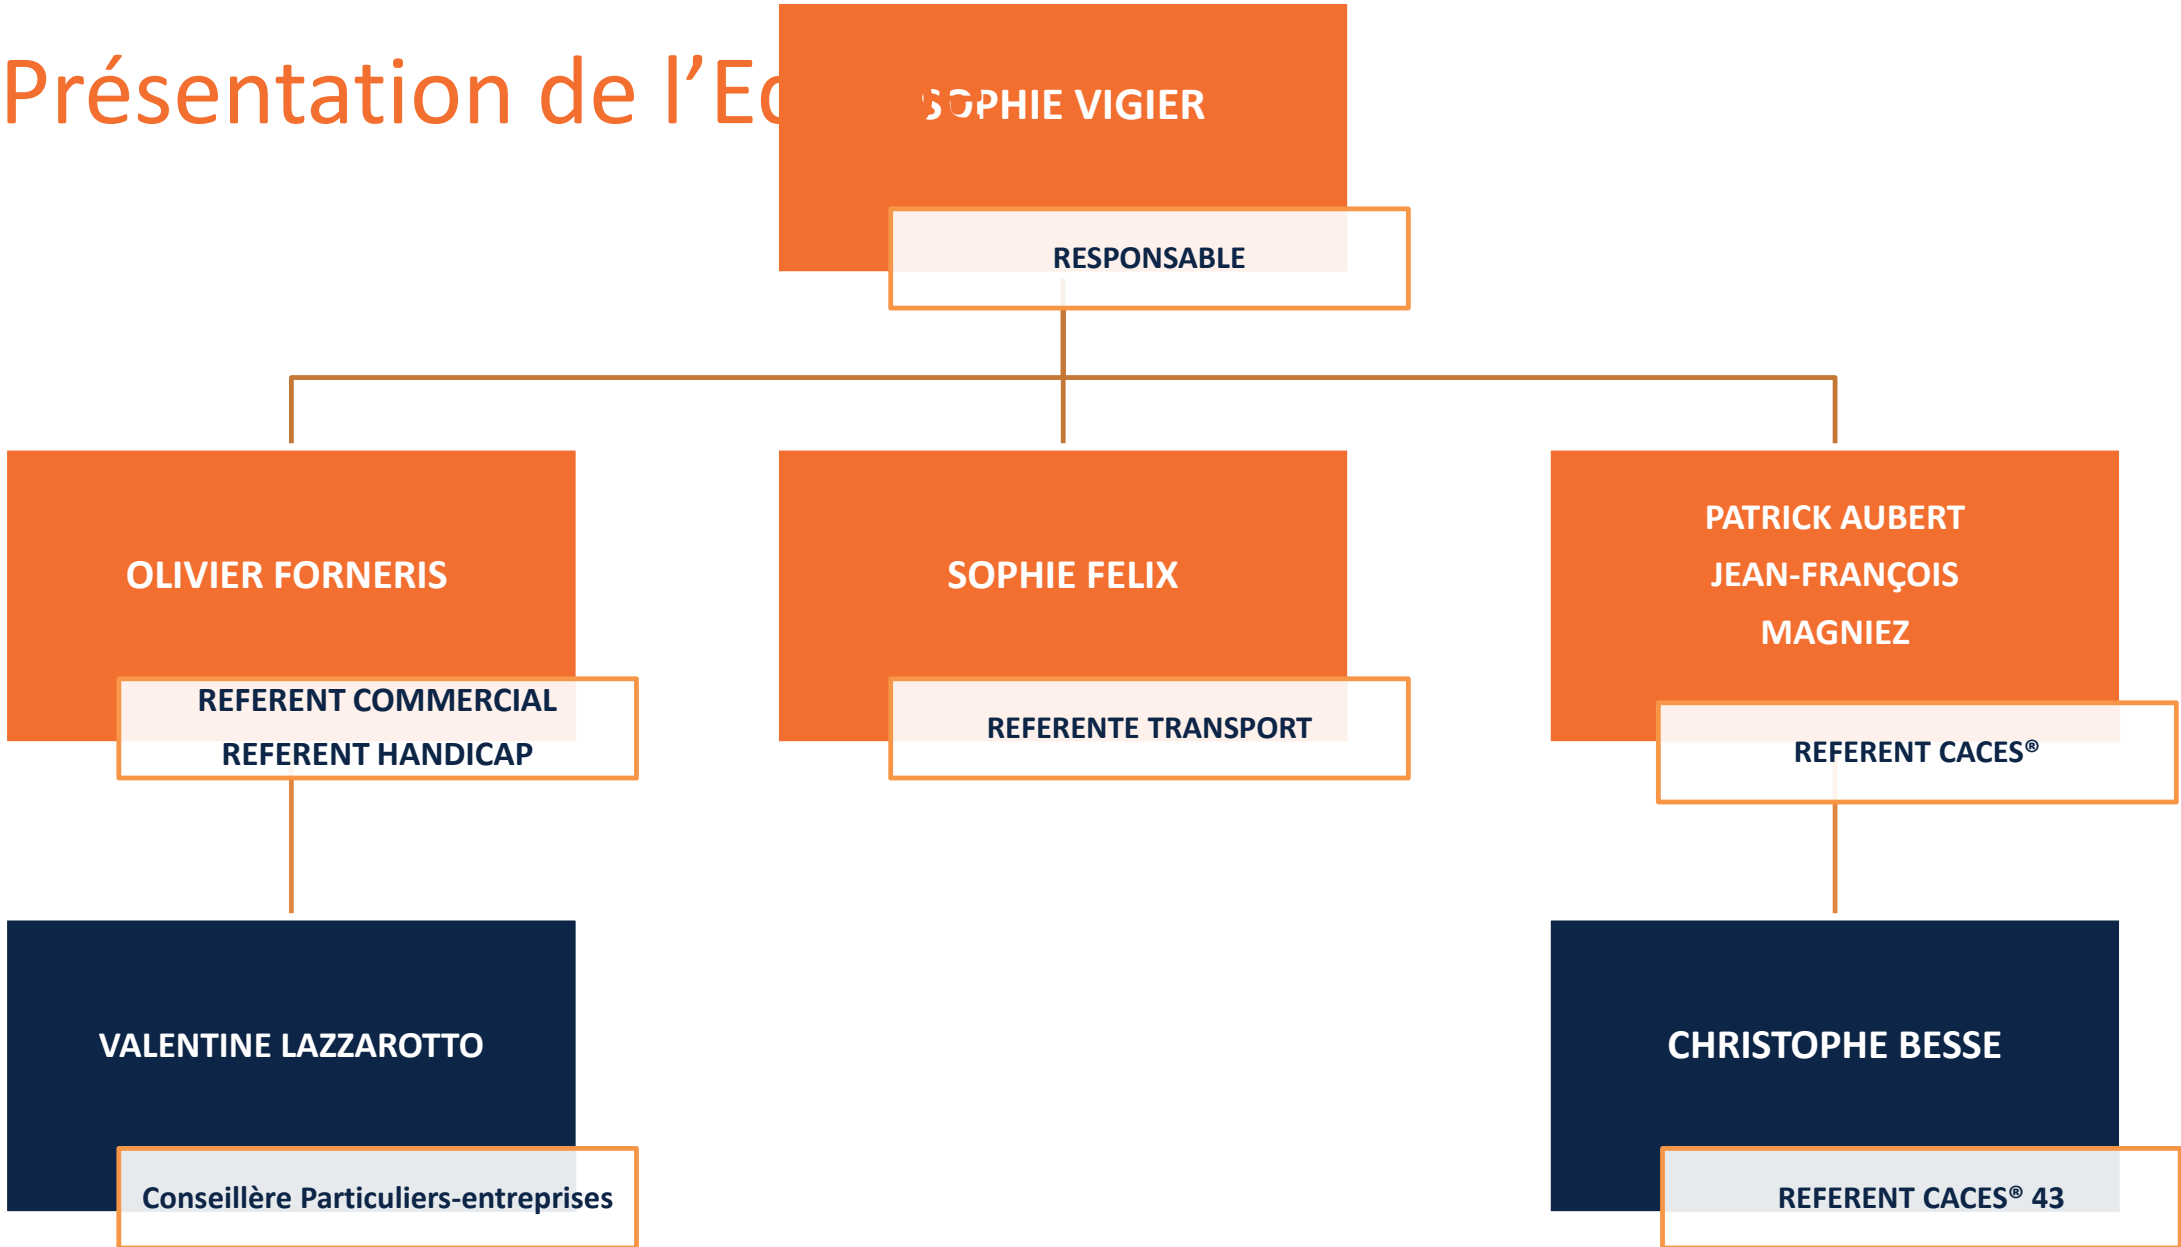 Présentation de l’E
SOPHIE VIGIER
RESPONSABLE
OLIVIER FORNERIS
REFERENT COMMERCIAL
REFERENT HANDICAP
SOPHIE FELIX
REFERENTE TRANSPORT
PATRICK AUBERT
JEAN-FRANÇOIS
MAGNIEZ
REFERENT CACES®
VALENTINE LAZZAROTTO
Conseillère Particuliers-entreprises
CHRISTOPHE BESSE
REFERENT CACES® 43